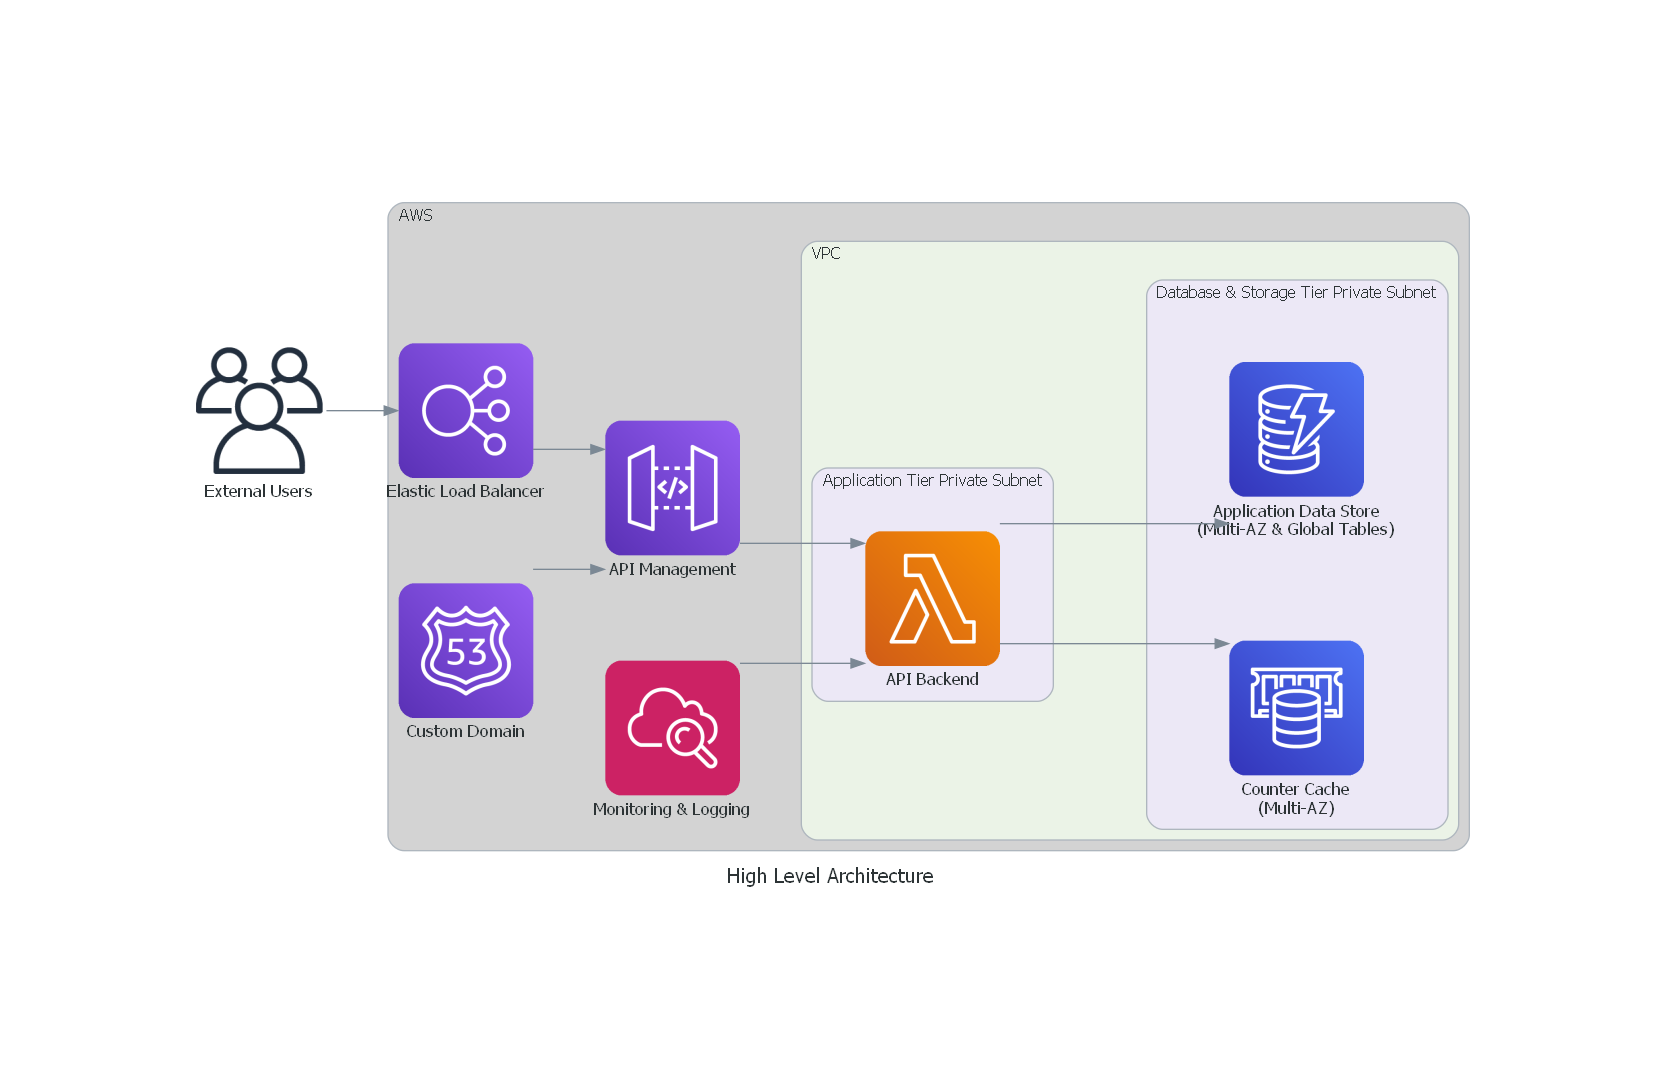 AWS
VPC
Database & Storage Tier Private Subnet
External Users
Elastic Load Balancer
</>
API Management
Application Tier Private Subnet
API Backend
Application Data Store
(Multi-AZ & Global Tables)
53
Custom Domain
Monitoring & Logging
Counter Cache
(Multi-AZ)
High Level Architecture